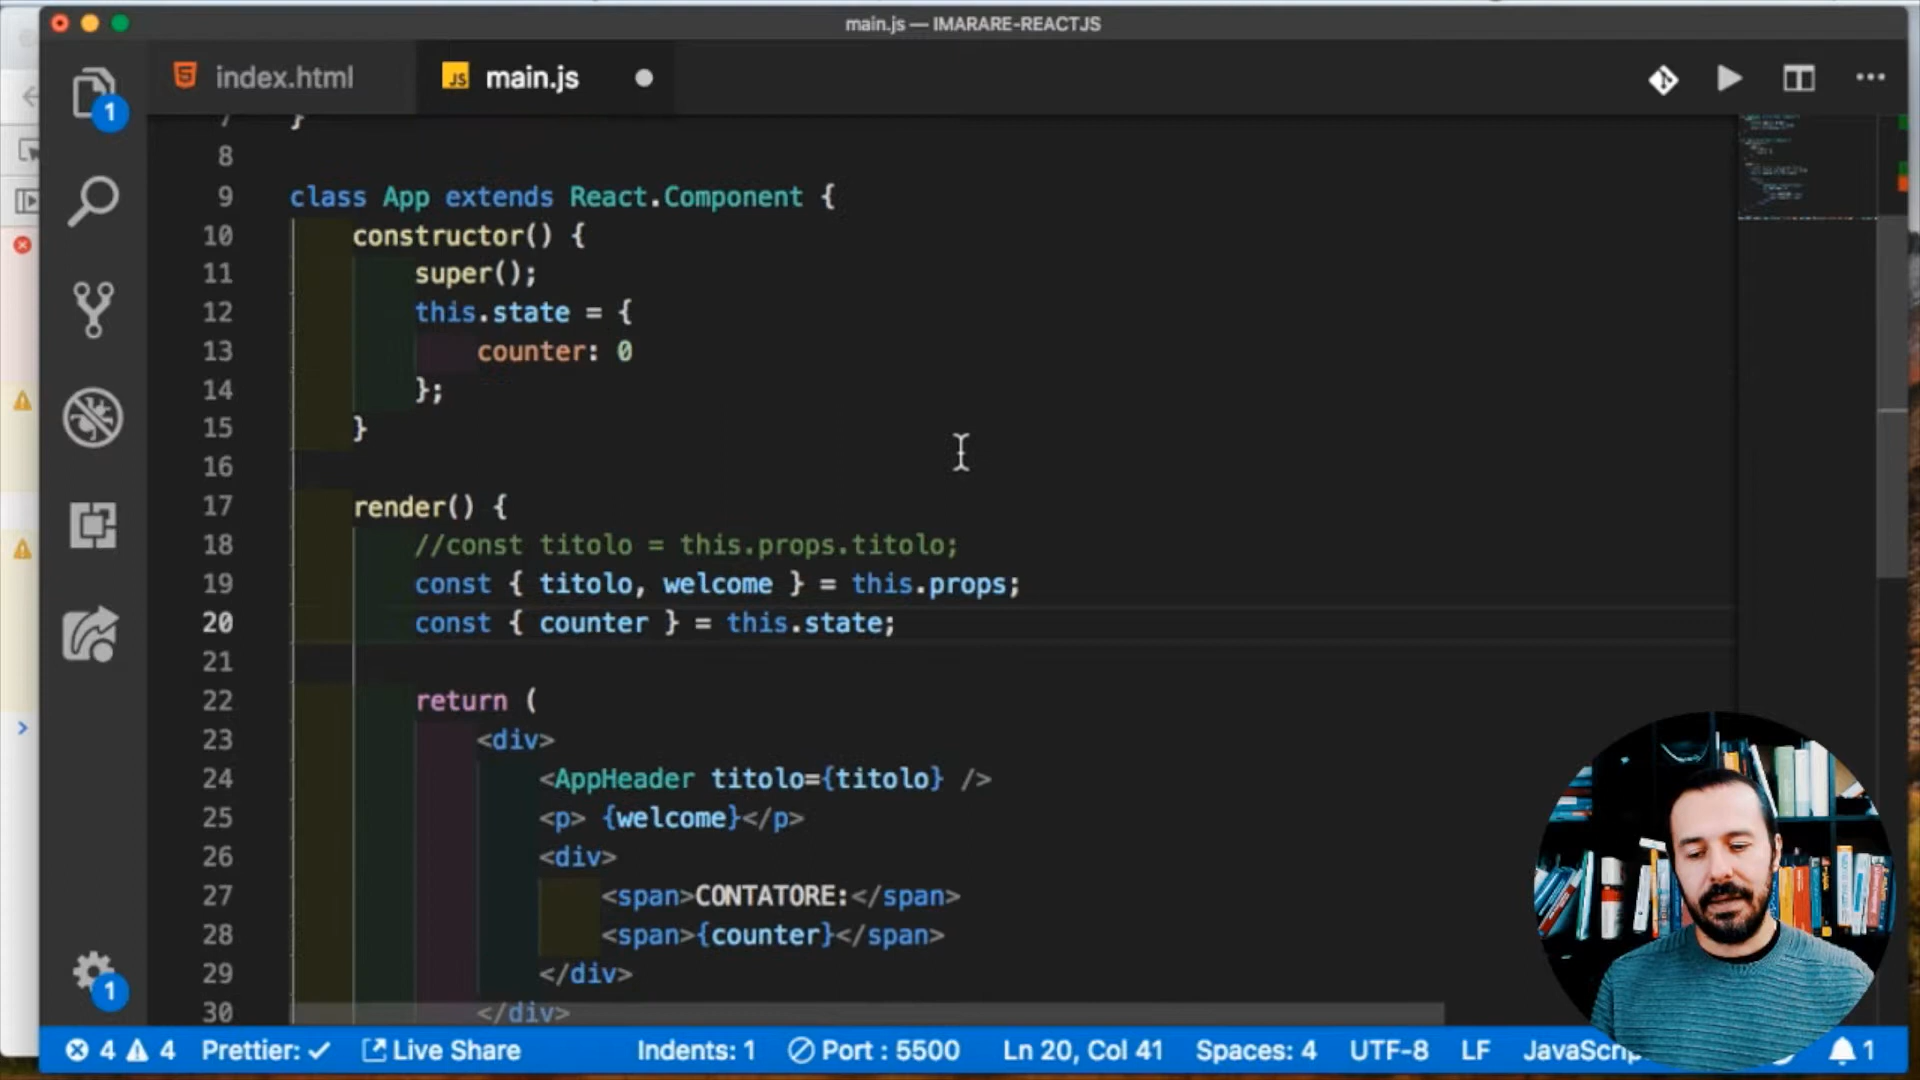 main.js — IMARARE-REACTJS
index.html
JS main.js
1
7 }
8
9 class App extends React.Component {
10 constructor() {
11 super();
12 this.state = {
13 counter: 0
14 };
15 }
16
17 render() {
18 //const titolo = this.props.titolo;
19 const { titolo, welcome } = this.props;
20 const { counter } = this.state;
21
22 return (
23 <div>
24 <AppHeader titolo={titolo} />
25 <p> {welcome}</p>
26 <div>
27 <span>CONTATORE:</span>
28 <span>{counter}</span>
29 </div>
30 </div>
1
4 4 Prettier: ✓ Live Share Indents: 1 Port : 5500 Ln 20, Col 41 Spaces: 4 UTF-8 LF 1